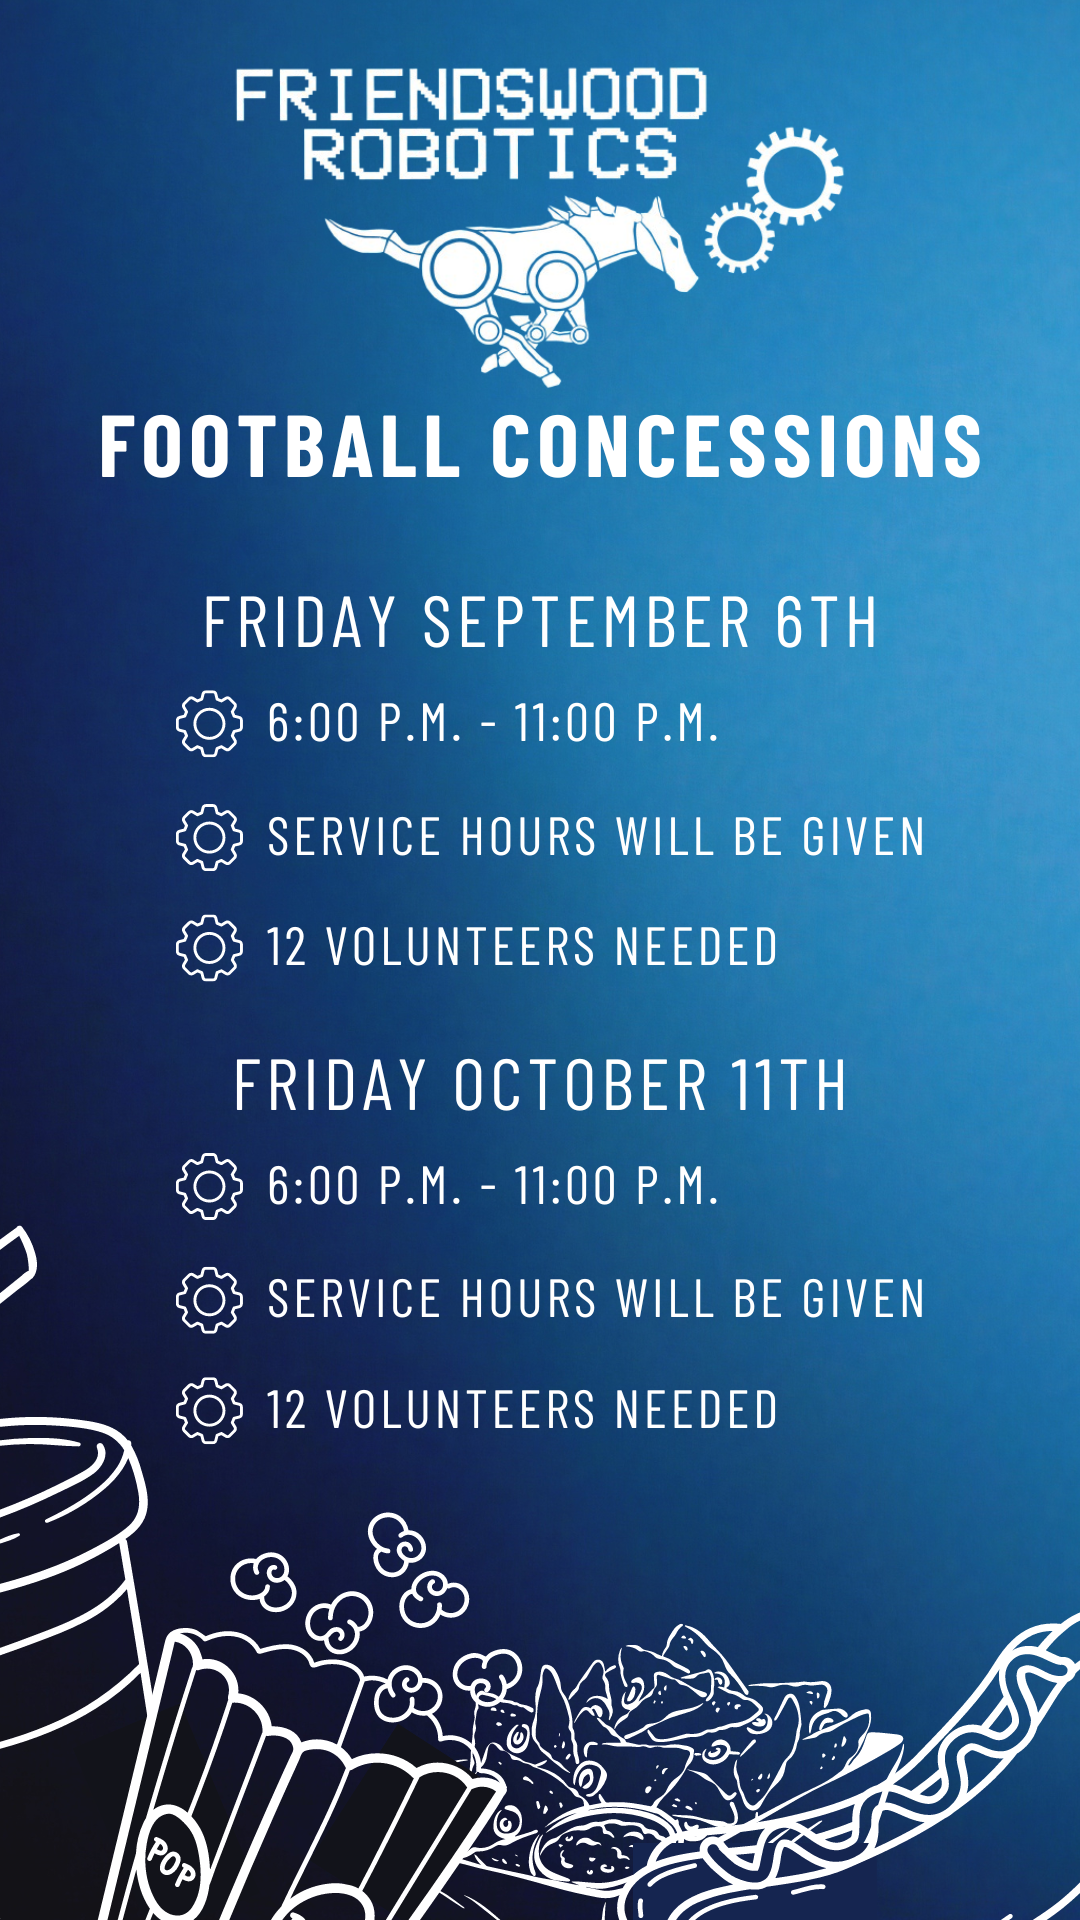 FRIENDSWOOD
ROBOTICS
FOOTBALL CONCESSIONS
FRIDAY SEPTEMBER 6TH
6:00 P.M. - 11:00 P.M.
SERVICE HOURS WILL BE GIVEN
12 VOLUNTEERS NEEDED
FRIDAY OCTOBER 11TH
6:00 P.M. - 11:00 P.M.
SERVICE HOURS WILL BE GIVEN
12 VOLUNTEERS NEEDED
POP